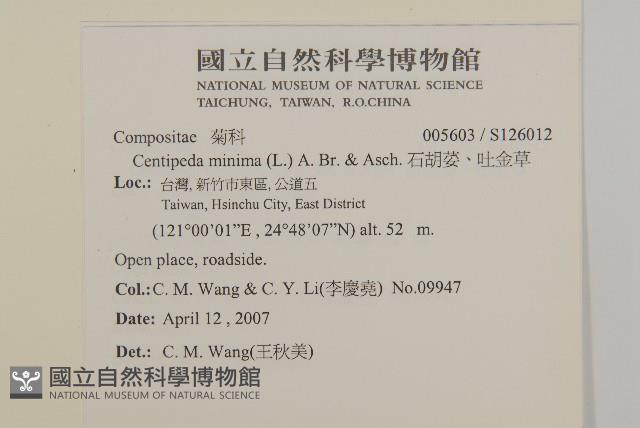 國立自然科學博物館
NATIONAL MUSEUM OF NATURAL SCIENCE
TAICHUNG, TAIWAN, R.O.CHINA
Compositae 菊科 005603 / S126012
Centipeda minima (L.) A. Br. & Asch. 石胡荽、吐金草
Loc.: 台灣, 新竹市東區, 公道五
Taiwan, Hsinchu City, East District
(121°00'01"E , 24°48'07"N) alt. 52 m.
Open place, roadside.
Col.: C. M. Wang & C. Y. Li(李慶堯) No.09947
Date: April 12 , 2007
Det.: C. M. Wang(王秋美)
國立自然科學博物館
NATIONAL MUSEUM OF NATURAL SCIENCE